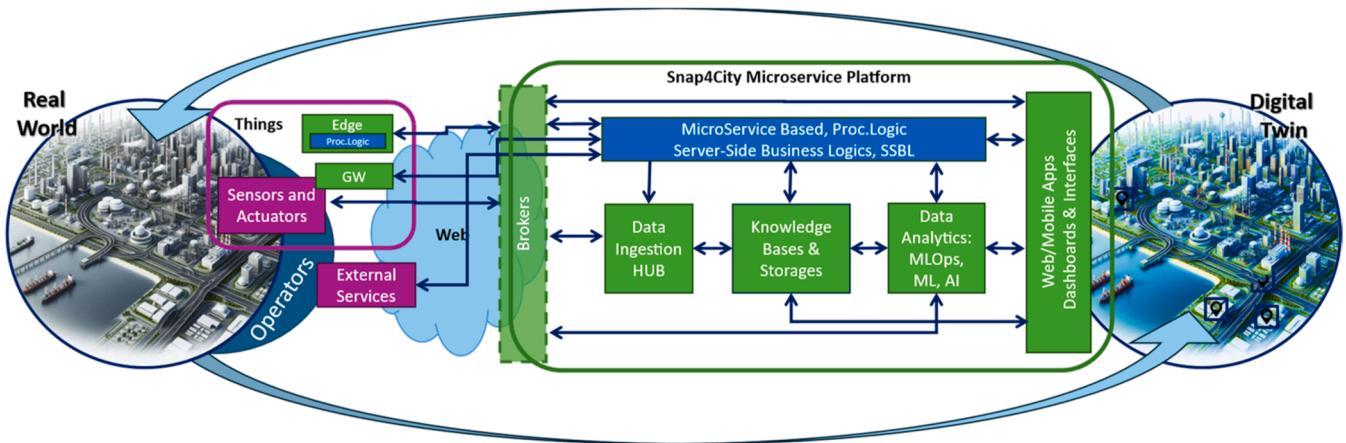 Snap4City Microservice Platform
Real
World
Digital
Twin
Things
Edge
Proc.Logic
GW
Sensors and
Actuators
External
Services
Operators
Web
Brokers
MicroService Based, Proc.Logic
Server-Side Business Logics, SSBL
Data
Ingestion
HUB
Knowledge
Bases &
Storages
Data
Analytics:
MLOps,
ML, AI
Web/Mobile Apps
Dashboards & Interfaces